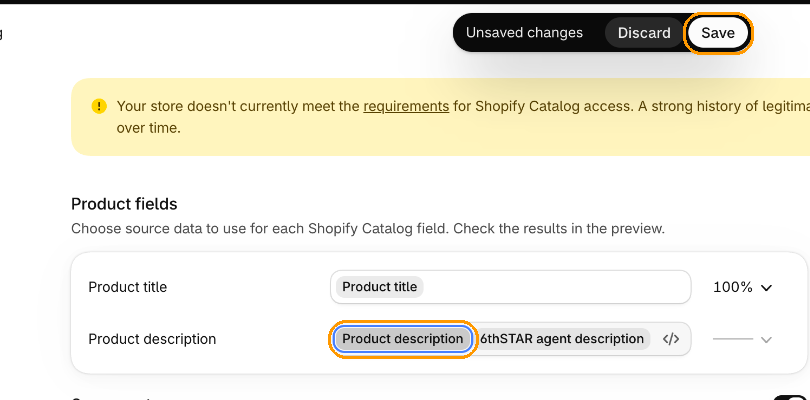 Unsaved changes Discard Save
Your store doesn't currently meet the requirements for Shopify Catalog access. A strong history of
over time.
Product fields
Choose source data to use for each Shopify Catalog field. Check the results in the preview.
Product title Product title 100%
Product description Product description 6thSTAR agent description </>